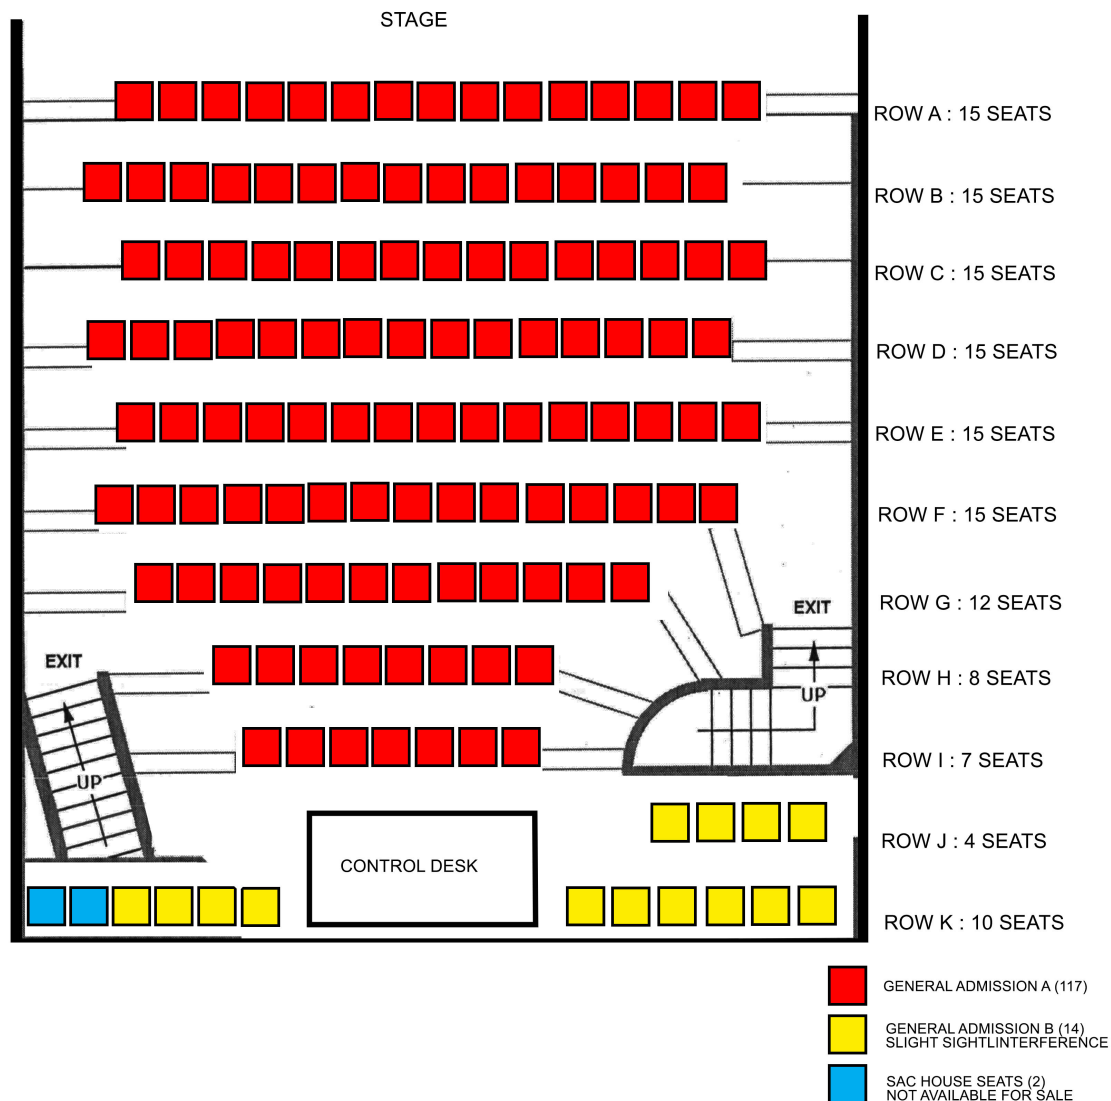 STAGE
ROW A : 15 SEATS
ROW B : 15 SEATS
ROW C : 15 SEATS
ROW D : 15 SEATS
ROW E : 15 SEATS
ROW F : 15 SEATS
ROW G : 12 SEATS
EXIT
EXIT
ROW H : 8 SEATS
UP
ROW I : 7 SEATS
UP
ROW J : 4 SEATS
CONTROL DESK
ROW K : 10 SEATS
GENERAL ADMISSION A (117)
GENERAL ADMISSION B (14)
SLIGHT SIGHTLINTERFERENCE
SAC HOUSE SEATS (2)
NOT AVAILABLE FOR SALE